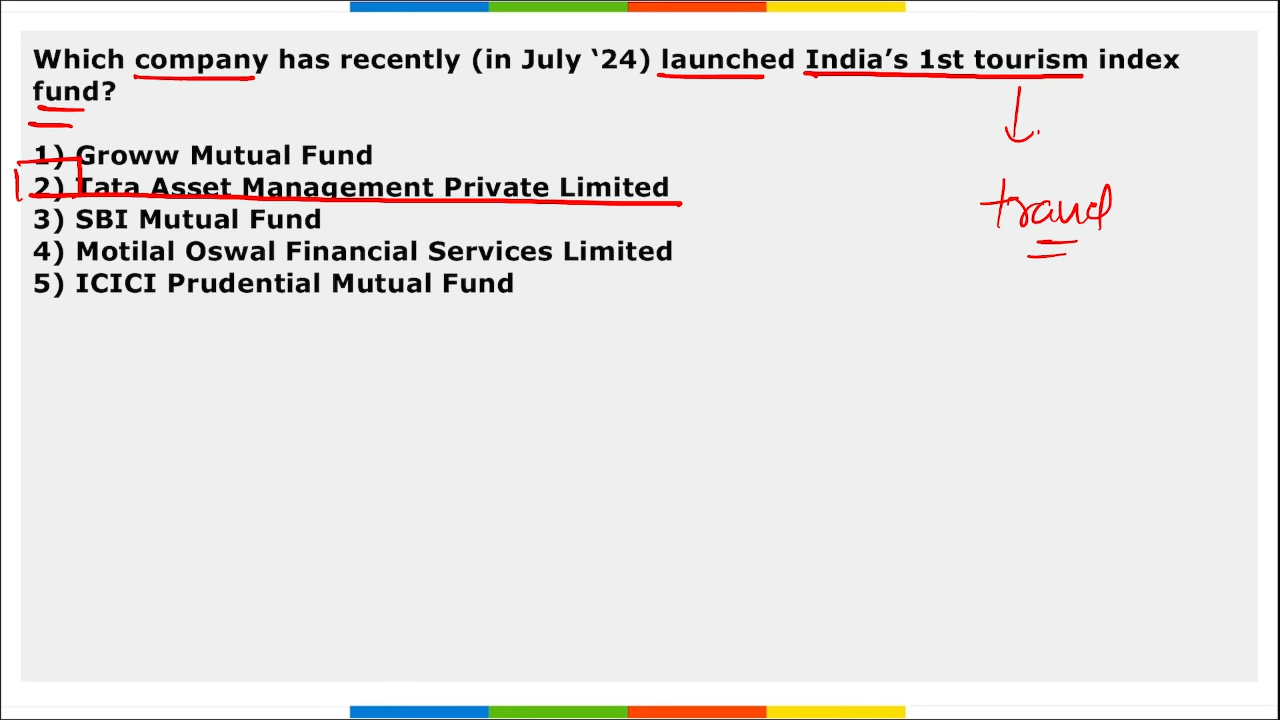 Which company has recently (in July ‘24) launched India’s 1st tourism index
fund?
1) Groww Mutual Fund
2) Tata Asset Management Private Limited
3) SBI Mutual Fund
4) Motilal Oswal Financial Services Limited
5) ICICI Prudential Mutual Fund